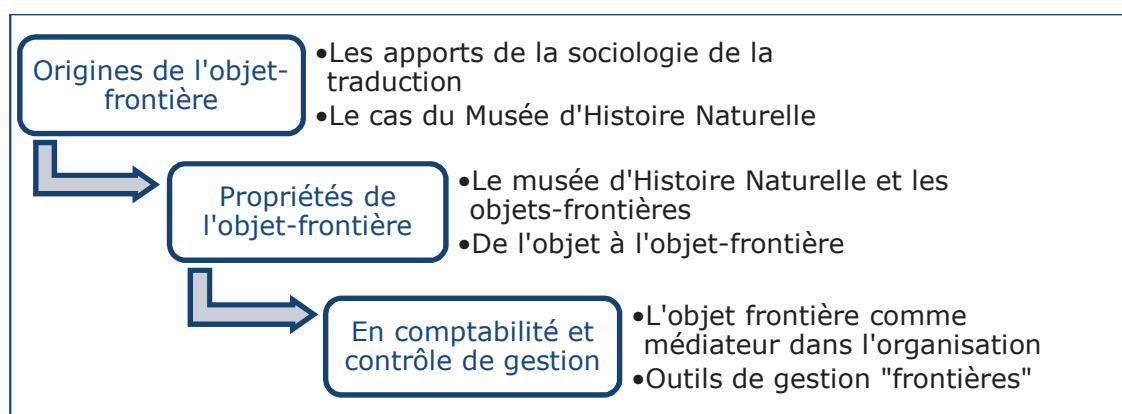 Origines de l'objet-
frontière
•Les apports de la sociologie de la
traduction
•Le cas du Musée d'Histoire Naturelle
Propriétés de
l'objet-frontière
•Le musée d'Histoire Naturelle et les
objets-frontières
•De l'objet à l'objet-frontière
En comptabilité et
contrôle de gestion
•L'objet frontière comme
médiateur dans l'organisation
•Outils de gestion "frontières"